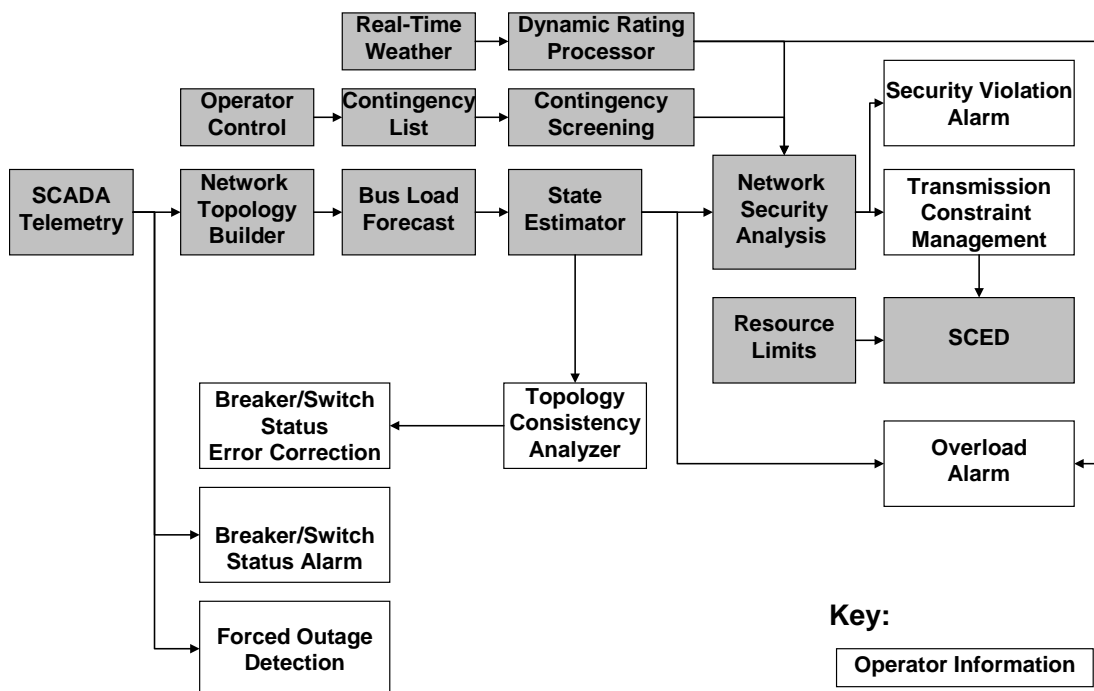 Real-Time
Weather
Dynamic Rating
Processor
Operator
Control
Contingency
List
Contingency
Screening
Security Violation
Alarm
SCADA
Telemetry
Network
Topology
Builder
Bus Load
Forecast
State
Estimator
Network
Security
Analysis
Transmission
Constraint
Management
Resource
Limits
SCED
Breaker/Switch
Status
Error Correction
Topology
Consistency
Analyzer
Overload
Alarm
Breaker/Switch
Status Alarm
Forced Outage
Detection
Key:
Operator Information